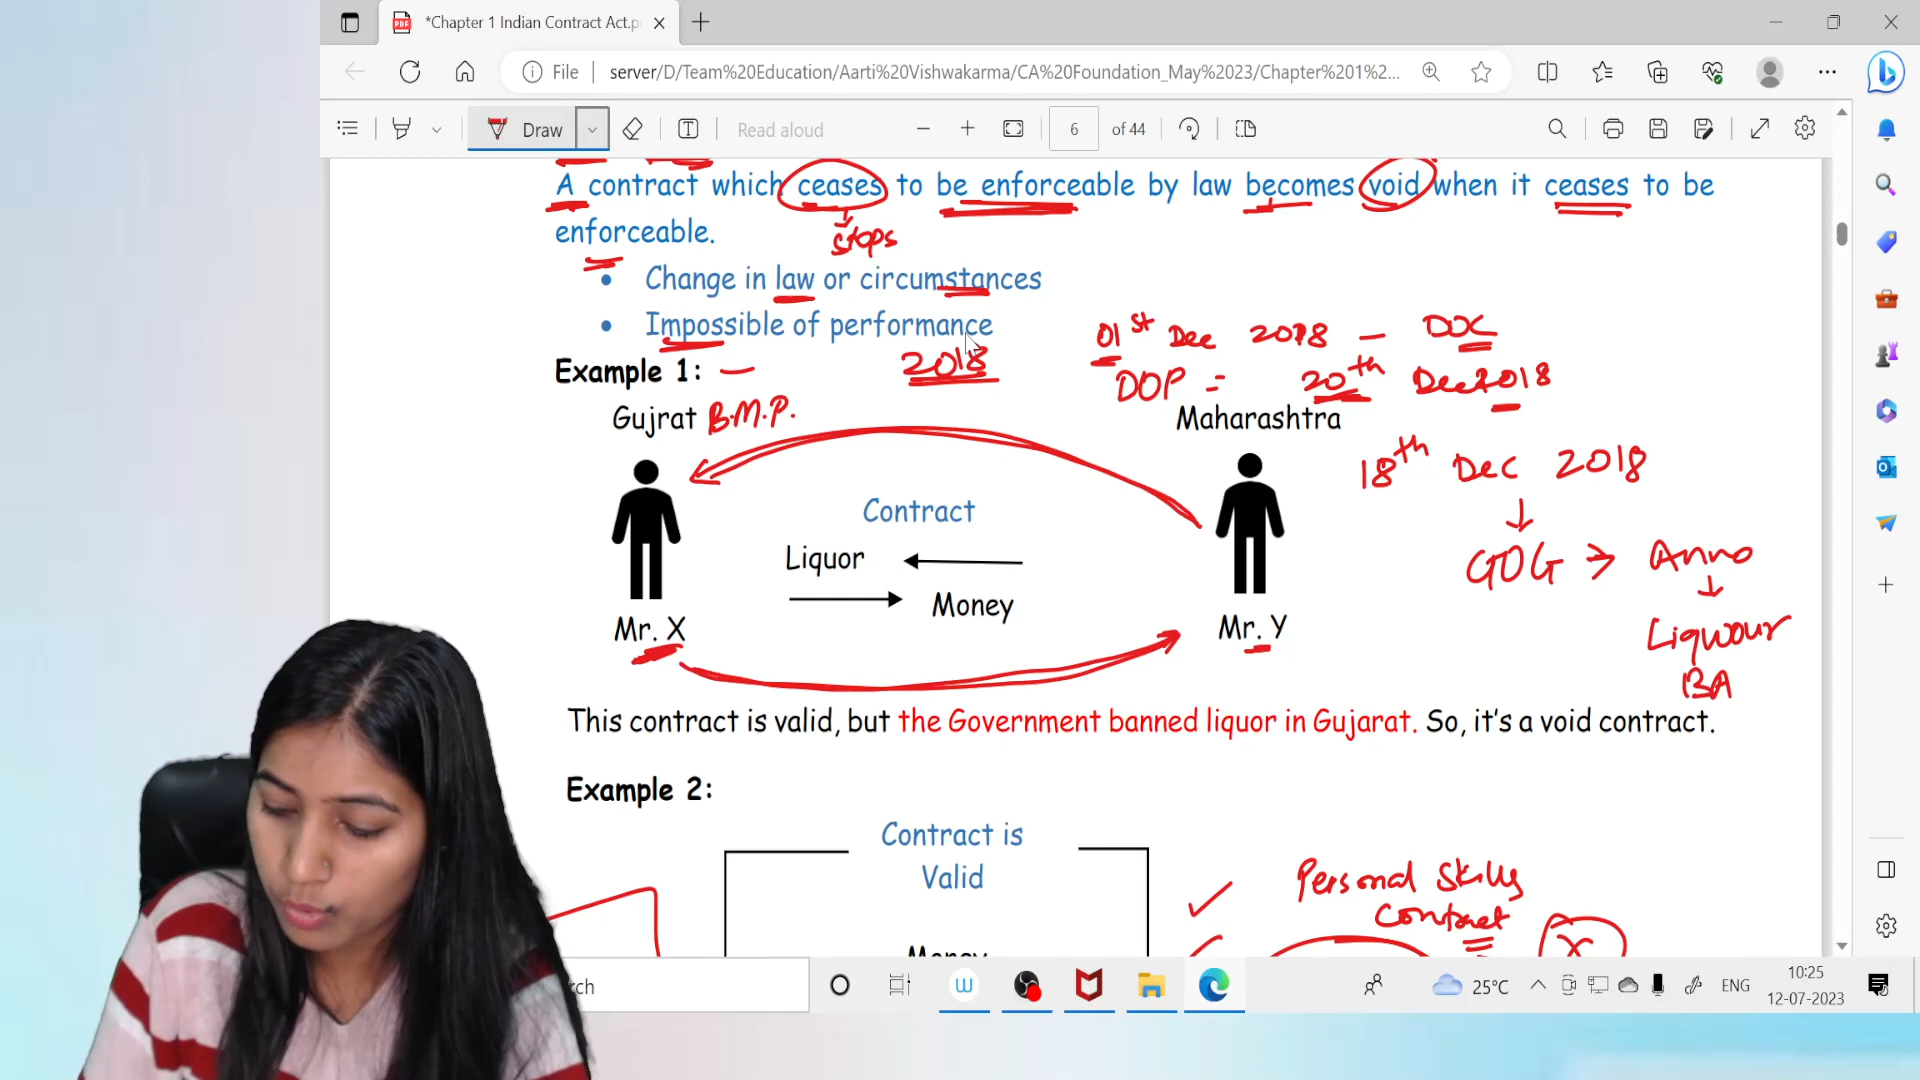 *Chapter 1 Indian Contract Act.p
File server/D/Team%20Education/Aarti%20Vishwakarma/CA%20Foundation_May%2023/Chapter%201%2...
Draw Read aloud 6 of 44
A contract which ceases to be enforceable by law becomes void when it ceases to be
enforceable.
stops
• Change in law or circumstances
• Impossible of performance
01st Dec 2018 – DOC
Example 1: –
2018
DOP = 20th Dec 2018
Gujrat B.M.P.
Maharashtra
18th Dec 2018
Contract
Liquor
GOG → Anno
Money
Liquour
BA
Mr. X
Mr. Y
This contract is valid, but the Government banned liquor in Gujarat. So, it's a void contract.
Example 2:
Contract is
Valid
Personal Skills
Contract
x
Money
rch
25°C
ENG
10:25
12-07-2023